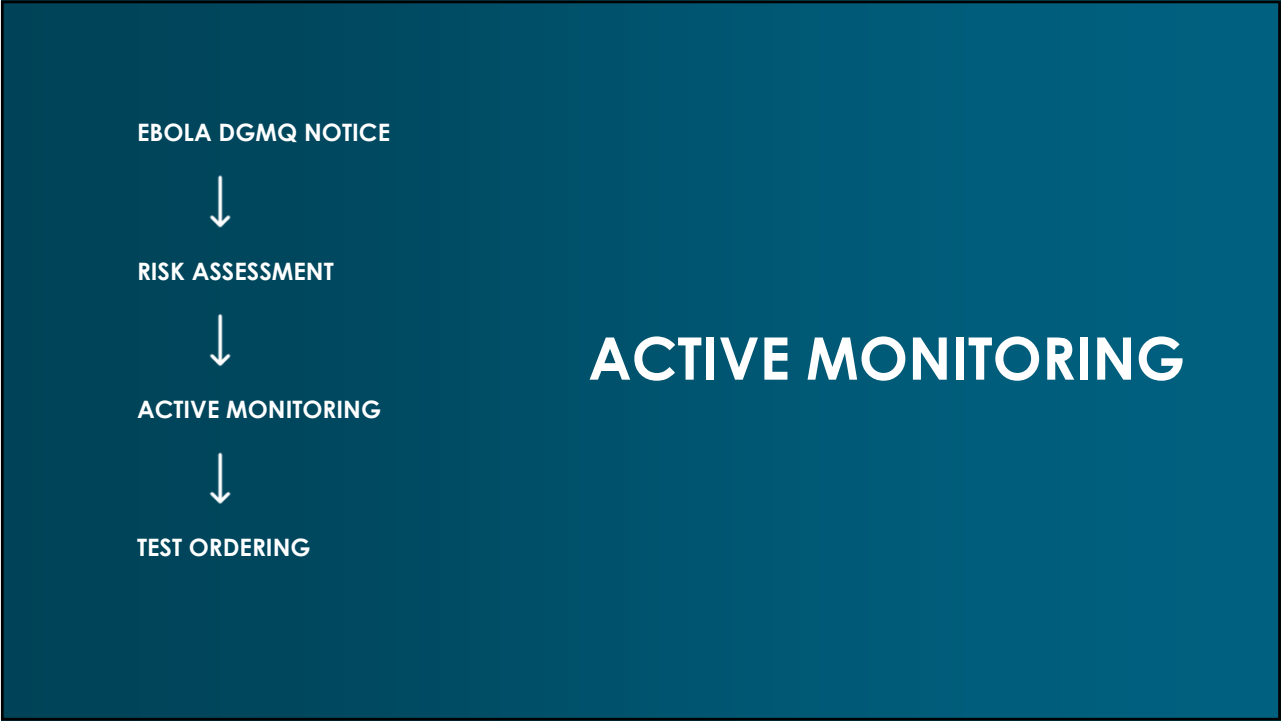 EBOLA DGMQ NOTICE
↓
RISK ASSESSMENT
↓
ACTIVE MONITORING
↓
TEST ORDERING
ACTIVE MONITORING